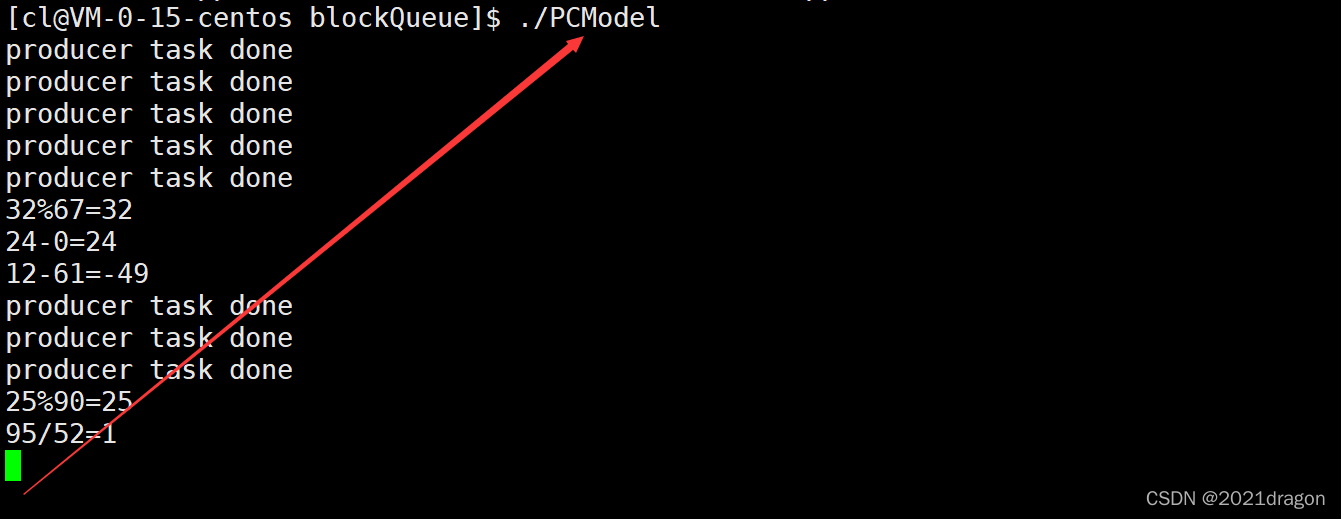 [cl@VM-0-15-centos blockQueue]$ ./PCModel
producer task done
producer task done
producer task done
producer task done
producer task done
32%67=32
24-0=24
12-61=-49
producer task done
producer task done
producer task done
25%90=25
95/52=1
CSDN @2021dragon